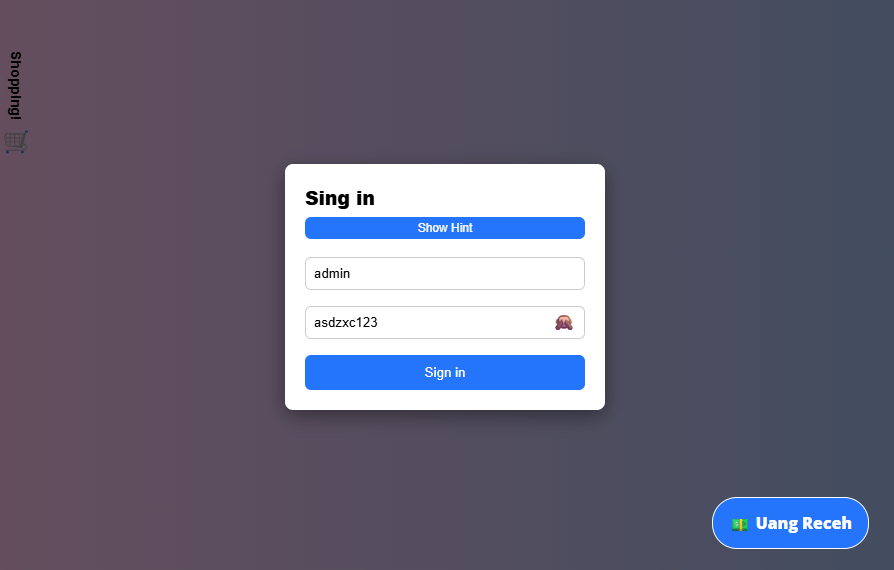 Shopping!
Sing in
Show Hint
admin
asdzxc123
Sign in
Uang Receh